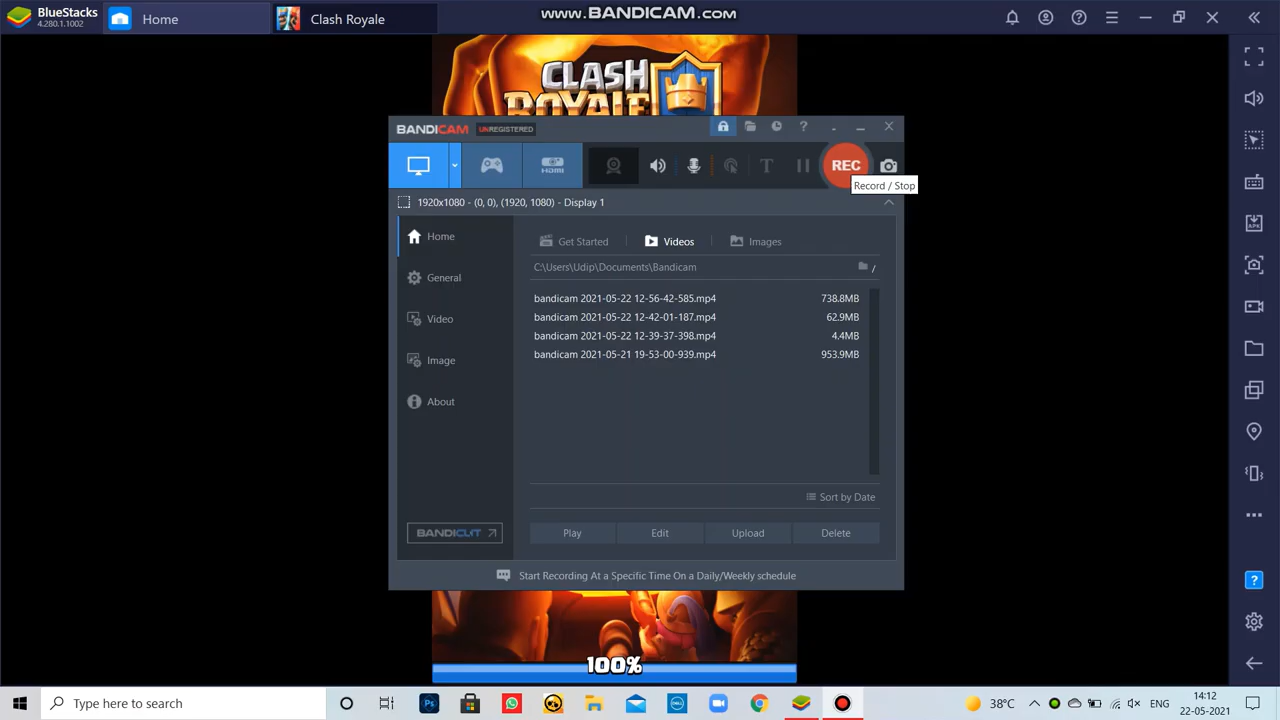 BlueStacks
4.280.1.1002
Home
Clash Royale
www.BANDICAM.com
CLASH
ROYALE
BANDICAM UNREGISTERED
HDMI
REC
Record / Stop
1920x1080 - (0, 0), (1920, 1080) - Display 1
Home
General
Video
Image
About
Get Started
Videos
Images
C:\Users\Udip\Documents\Bandicam
/
bandicam 2021-05-22 12-56-42-585.mp4 738.8MB
bandicam 2021-05-22 12-42-01-187.mp4 62.9MB
bandicam 2021-05-22 12-39-37-398.mp4 4.4MB
bandicam 2021-05-21 19-53-00-939.mp4 953.9MB
Sort by Date
BANDICUT
Play Edit Upload Delete
Start Recording At a Specific Time On a Daily/Weekly schedule
100%
Type here to search
Ps
DELL
38°C
ENG
14:12
22-05-2021
APK